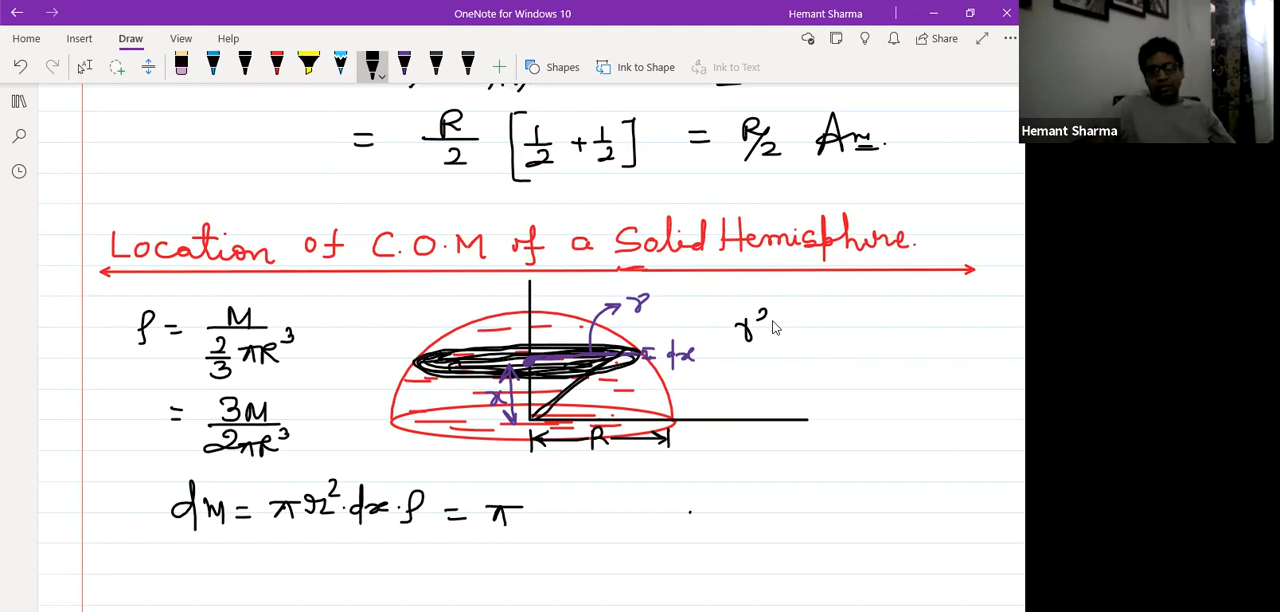 OneNote for Windows 10
Hemant Sharma
Home Insert Draw View Help
Share
Shapes
Ink to Shape
Ink to Text
Hemant Sharma
= R/2 [1/2 + 1/2] = R/2 Ans.
Location of C.O.M of a Solid Hemisphere.
ρ = M / (2/3 πR³)
= 3M / 2πR³
r
dx
x
R
r²
dm = πr²·dx·ρ = π